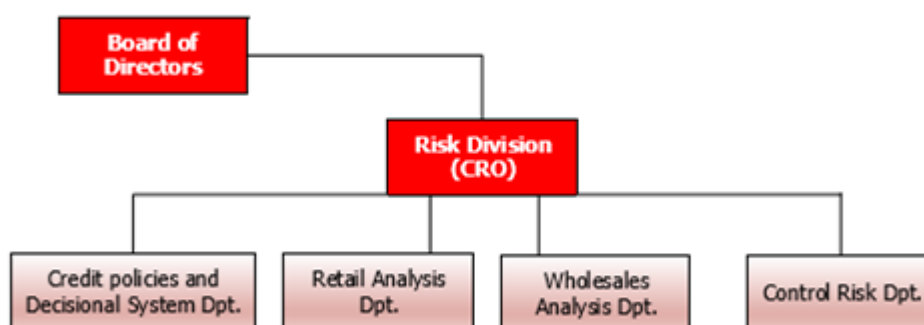 Board of
Directors
Risk Division
(CRO)
Credit policies and
Decisional System Dpt.
Retail Analysis
Dpt.
Wholesales
Analysis Dpt.
Control Risk Dpt.